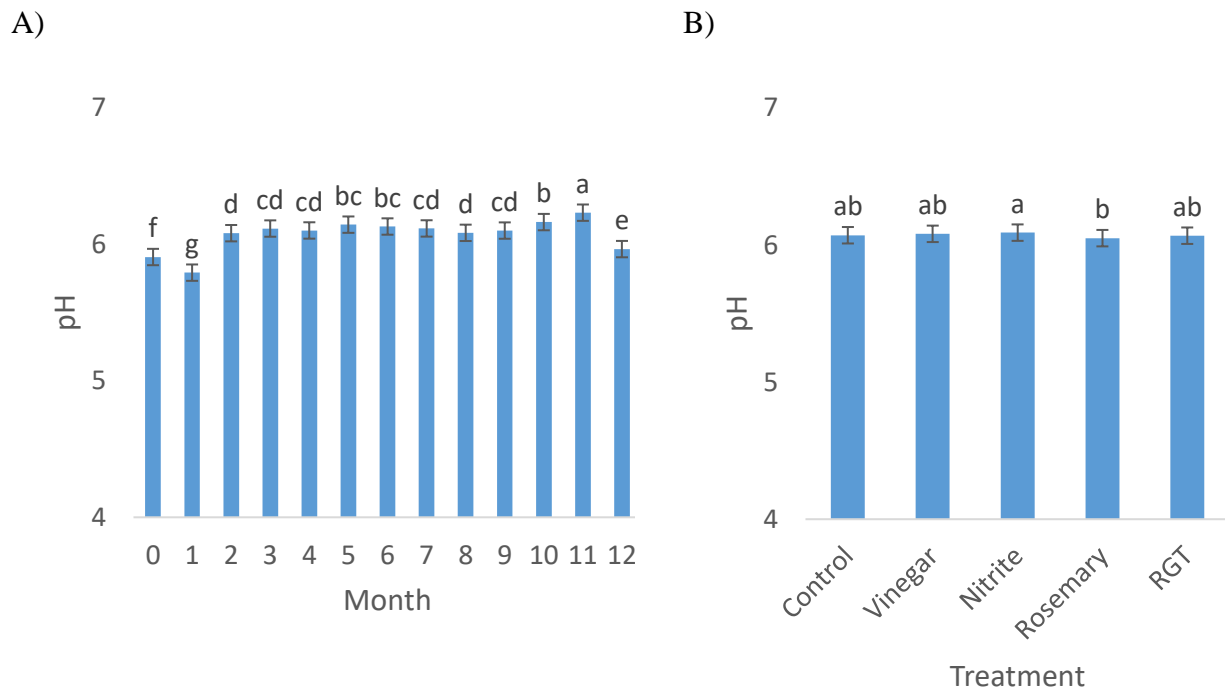 A)
7
6
5
4
pH
f g d cd cd bc bc cd d cd b a e
0 1 2 3 4 5 6 7 8 9 10 11 12
Month
B)
7
6
5
4
pH
ab ab a b ab
Control Vinegar Nitrite Rosemary RGT
Treatment